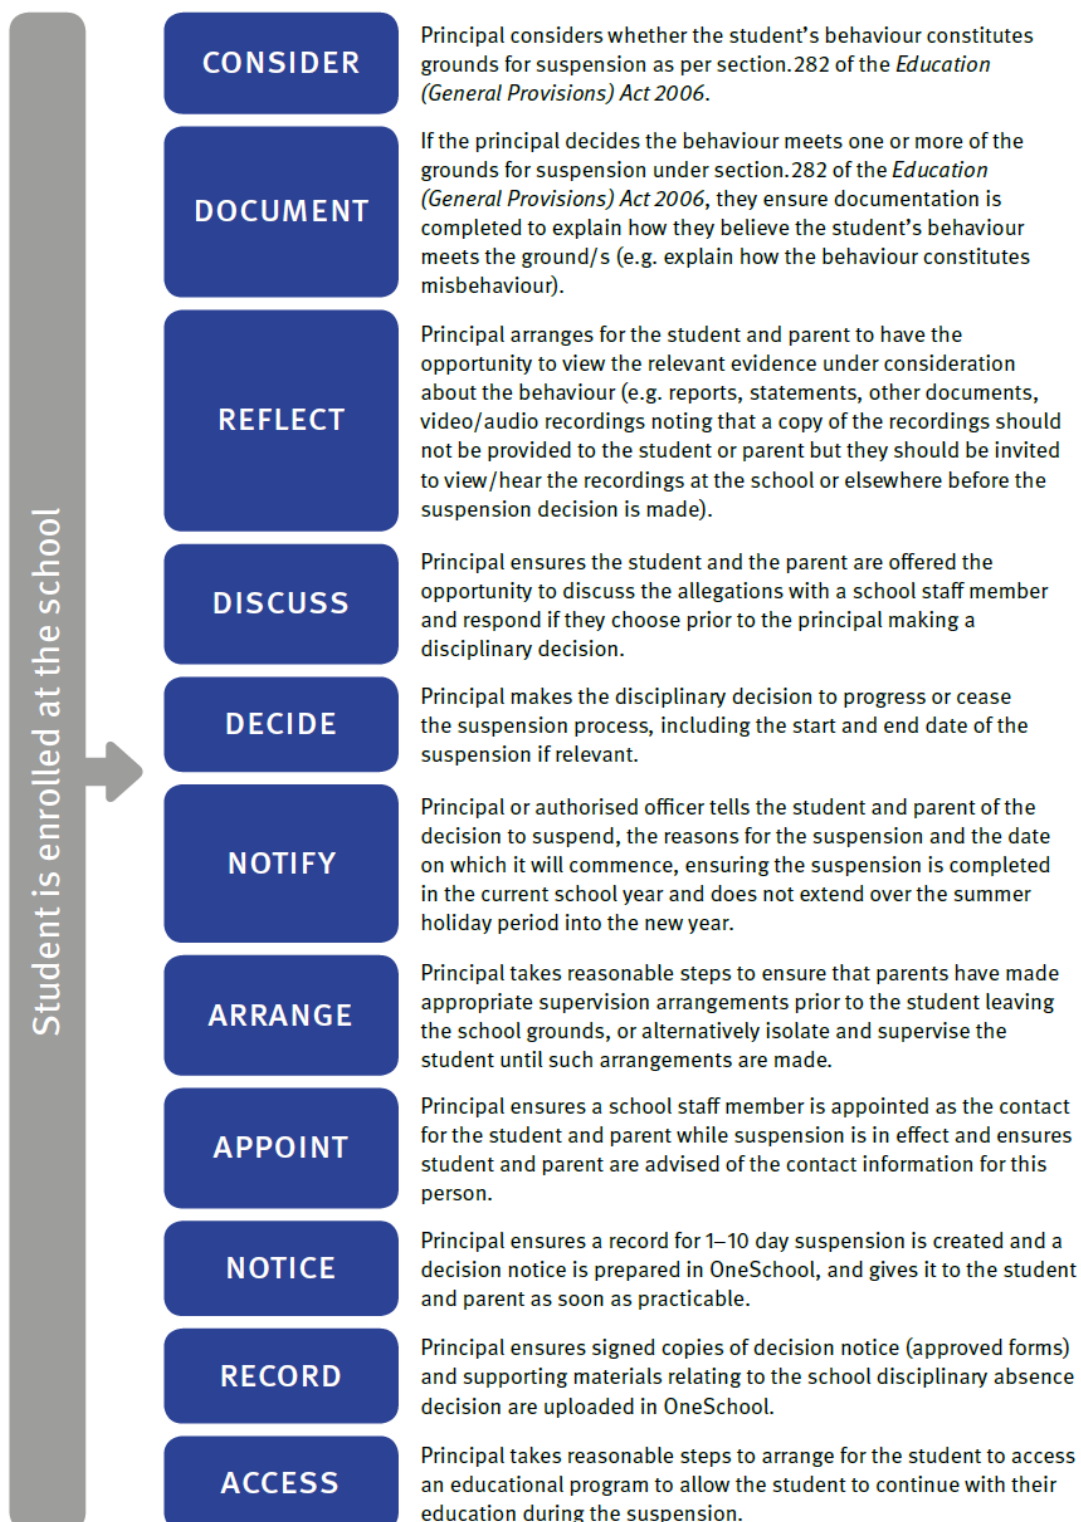 Student is enrolled at the school
CONSIDER
Principal considers whether the student's behaviour constitutes
grounds for suspension as per section.282 of the Education
(General Provisions) Act 2006.
DOCUMENT
If the principal decides the behaviour meets one or more of the
grounds for suspension under section.282 of the Education
(General Provisions) Act 2006, they ensure documentation is
completed to explain how they believe the student's behaviour
meets the ground/s (e.g. explain how the behaviour constitutes
misbehaviour).
REFLECT
Principal arranges for the student and parent to have the
opportunity to view the relevant evidence under consideration
about the behaviour (e.g. reports, statements, other documents,
video/audio recordings noting that a copy of the recordings should
not be provided to the student or parent but they should be invited
to view/hear the recordings at the school or elsewhere before the
suspension decision is made).
DISCUSS
Principal ensures the student and the parent are offered the
opportunity to discuss the allegations with a school staff member
and respond if they choose prior to the principal making a
disciplinary decision.
DECIDE
Principal makes the disciplinary decision to progress or cease
the suspension process, including the start and end date of the
suspension if relevant.
NOTIFY
Principal or authorised officer tells the student and parent of the
decision to suspend, the reasons for the suspension and the date
on which it will commence, ensuring the suspension is completed
in the current school year and does not extend over the summer
holiday period into the new year.
ARRANGE
Principal takes reasonable steps to ensure that parents have made
appropriate supervision arrangements prior to the student leaving
the school grounds, or alternatively isolate and supervise the
student until such arrangements are made.
APPOINT
Principal ensures a school staff member is appointed as the contact
for the student and parent while suspension is in effect and ensures
student and parent are advised of the contact information for this
person.
NOTICE
Principal ensures a record for 1–10 day suspension is created and a
decision notice is prepared in OneSchool, and gives it to the student
and parent as soon as practicable.
RECORD
Principal ensures signed copies of decision notice (approved forms)
and supporting materials relating to the school disciplinary absence
decision are uploaded in OneSchool.
ACCESS
Principal takes reasonable steps to arrange for the student to access
an educational program to allow the student to continue with their
education during the suspension.